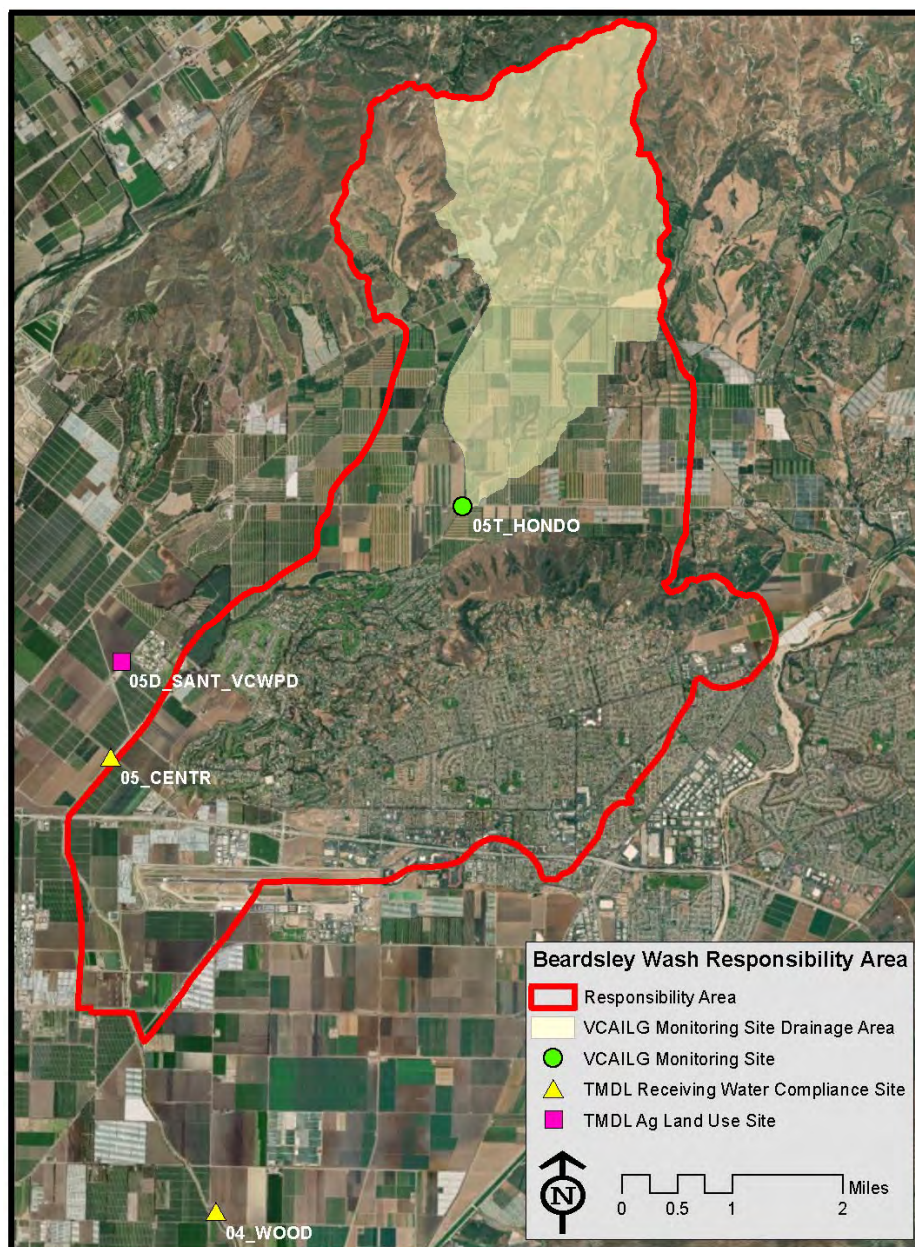 05T_HONDO
05D_SANT_VCWPD
05_CENTR
04_WOOD
Beardsley Wash Responsibility Area
Responsibility Area
VCAILG Monitoring Site Drainage Area
VCAILG Monitoring Site
TMDL Receiving Water Compliance Site
TMDL Ag Land Use Site
N
Miles
0 0.5 1 2